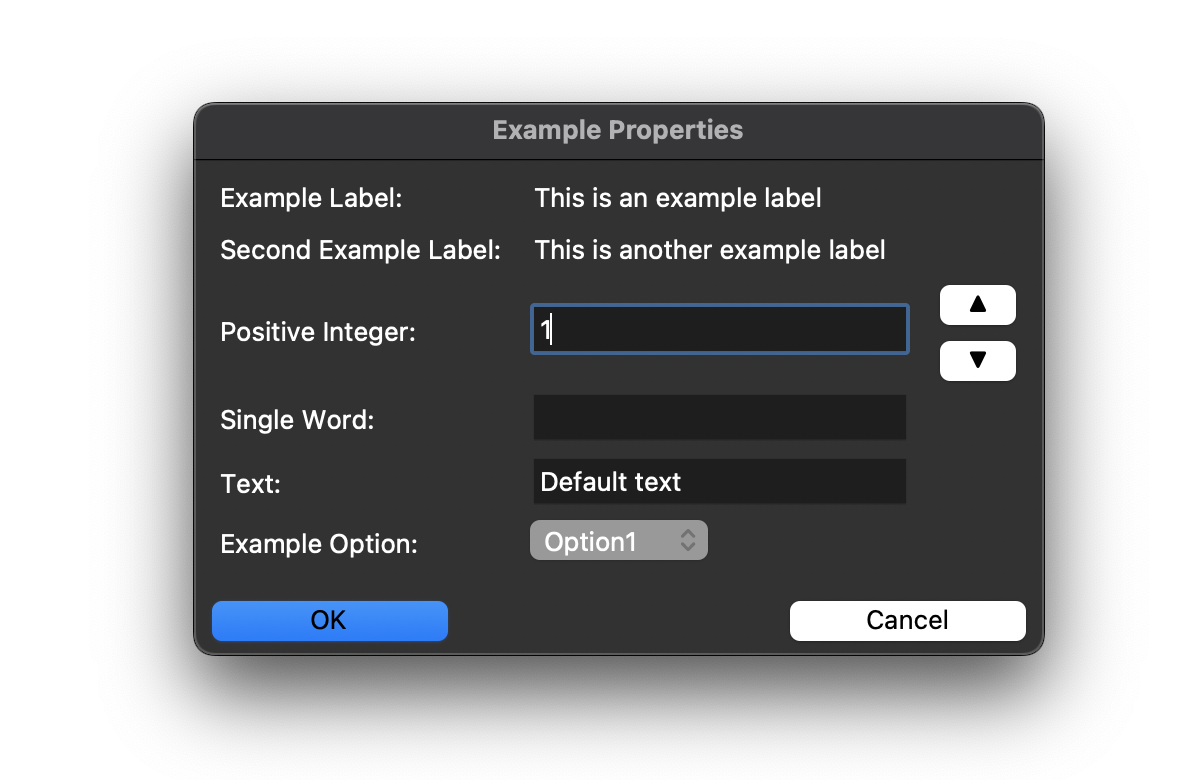 Example Properties
Example Label: This is an example label
Second Example Label: This is another example label
Positive Integer: 1
▲
▼
Single Word:
Text: Default text
Example Option: Option1
OK Cancel